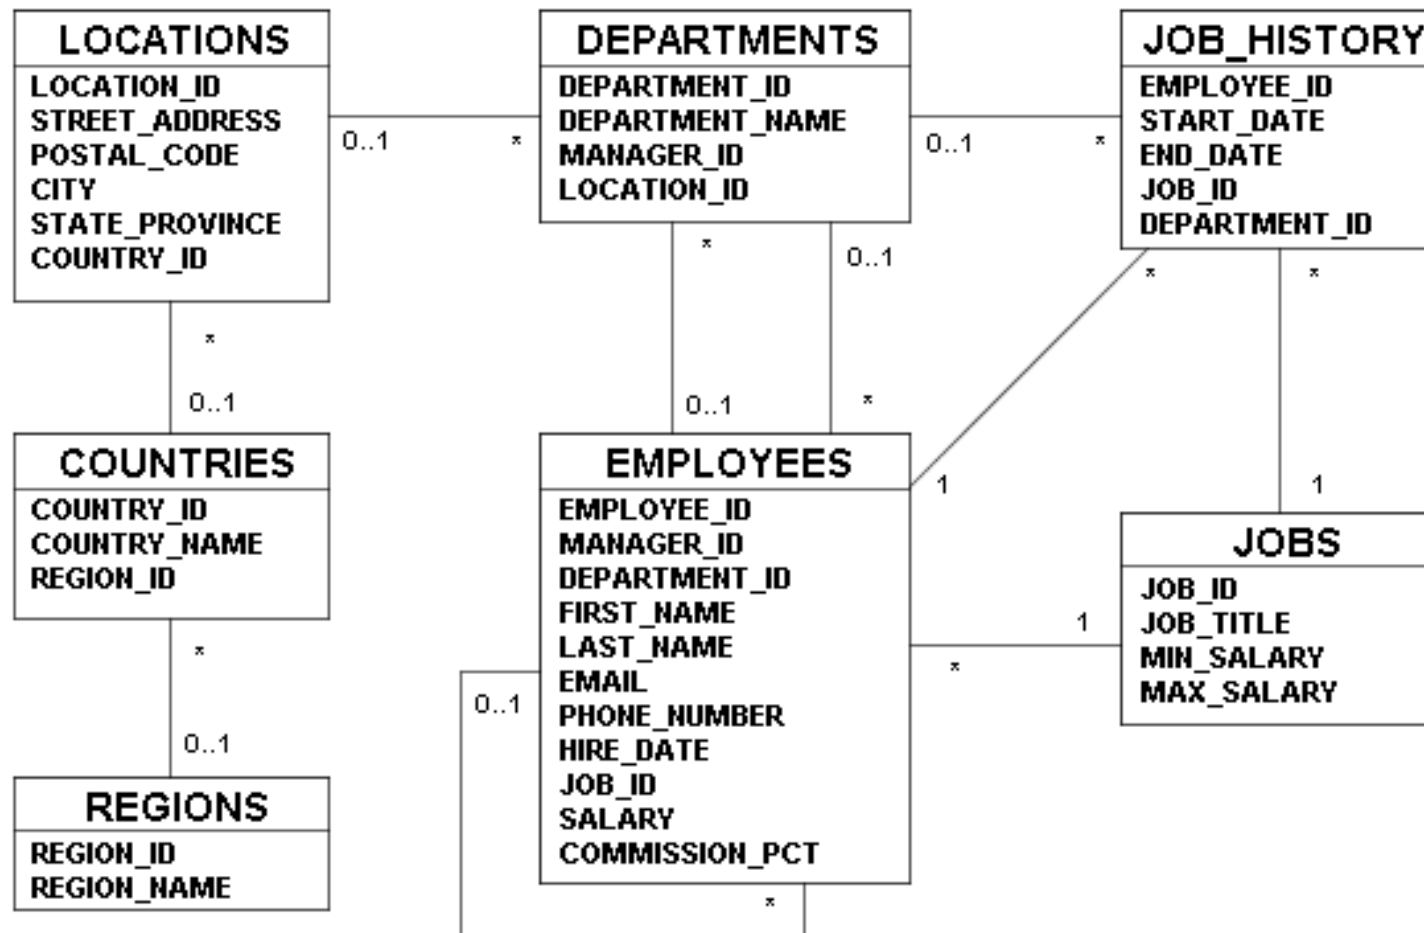 LOCATIONS
LOCATION_ID
STREET_ADDRESS
POSTAL_CODE
CITY
STATE_PROVINCE
COUNTRY_ID
0..1
*
DEPARTMENTS
DEPARTMENT_ID
DEPARTMENT_NAME
MANAGER_ID
LOCATION_ID
0..1
*
JOB_HISTORY
EMPLOYEE_ID
START_DATE
END_DATE
JOB_ID
DEPARTMENT_ID
*
0..1
*
0..1
0..1
*
*
1
*
1
COUNTRIES
COUNTRY_ID
COUNTRY_NAME
REGION_ID
*
0..1
EMPLOYEES
EMPLOYEE_ID
MANAGER_ID
DEPARTMENT_ID
FIRST_NAME
LAST_NAME
EMAIL
PHONE_NUMBER
HIRE_DATE
JOB_ID
SALARY
COMMISSION_PCT
0..1
*
*
1
JOBS
JOB_ID
JOB_TITLE
MIN_SALARY
MAX_SALARY
REGIONS
REGION_ID
REGION_NAME